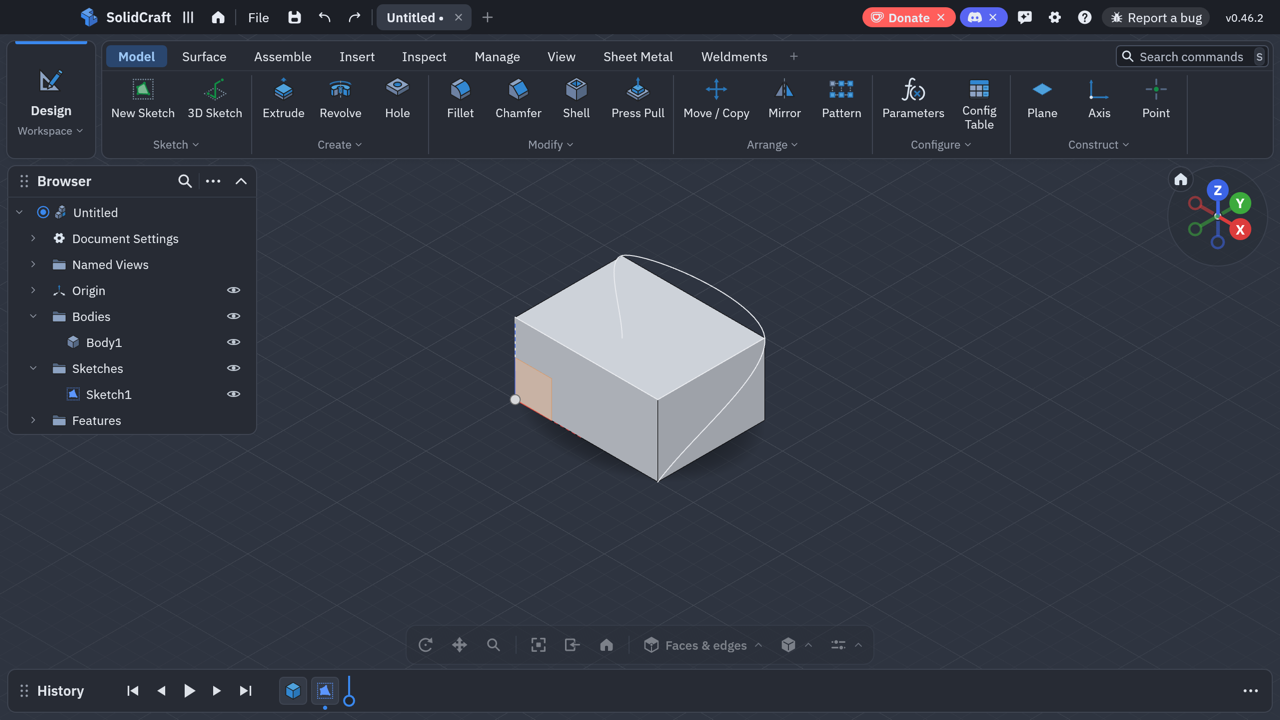 SolidCraft File Untitled • Donate Report a bug v0.46.2
Design
Workspace
Model Surface Assemble Insert Inspect Manage View Sheet Metal Weldments + Search commands S
New Sketch 3D Sketch Extrude Revolve Hole Fillet Chamfer Shell Press Pull Move / Copy Mirror Pattern Parameters Config Table Plane Axis Point
Sketch Create Modify Arrange Configure Construct
Browser
Untitled
Document Settings
Named Views
Origin
Bodies
Body1
Sketches
Sketch1
Features
Z
Y
X
Faces & edges
History